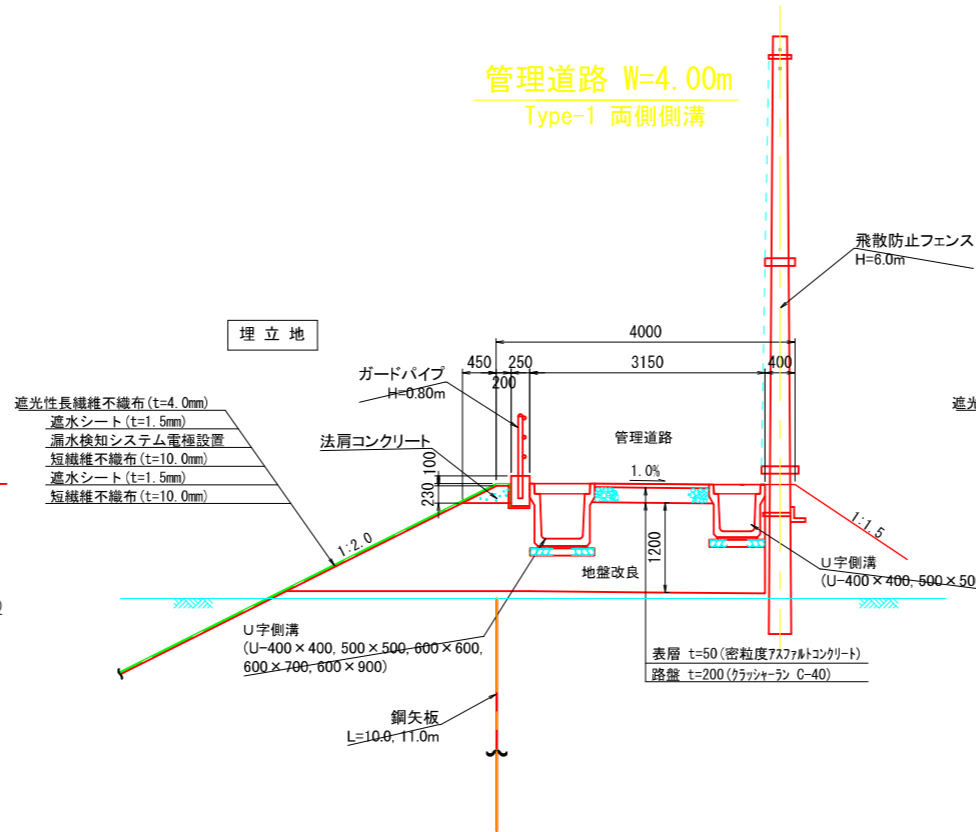 管理道路 W=4.00m
Type-1 両側側溝
飛散防止フェンス
H=6.0m
埋立地
4000
450
250
3150
400
200
ガードパイプ
H=0.80m
遮光性長繊維不織布(t=4.0mm)
遮水シート(t=1.5mm)
漏水検知システム電極設置
短繊維不織布(t=10.0mm)
遮水シート(t=1.5mm)
短繊維不織布(t=10.0mm)
法肩コンクリート
管理道路
遮光
100
230
1.0%
1:2.0
1:1.5
1200
地盤改良
U字側溝
(U-400×400, 500×50
U字側溝
(U-400×400, 500×500, 600×600,
600×700, 600×900)
表層 t=50(密粒度アスファルトコンクリート)
路盤 t=200(クラッシャーラン C-40)
鋼矢板
L=10.0, 11.0m